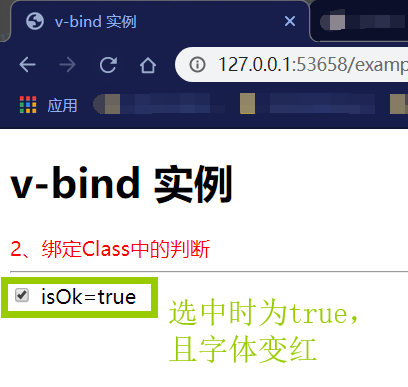 v-bind 实例
127.0.0.1:53658/examp
应用
v-bind 实例
2、绑定Class中的判断
isOk=true
选中时为true，
且字体变红